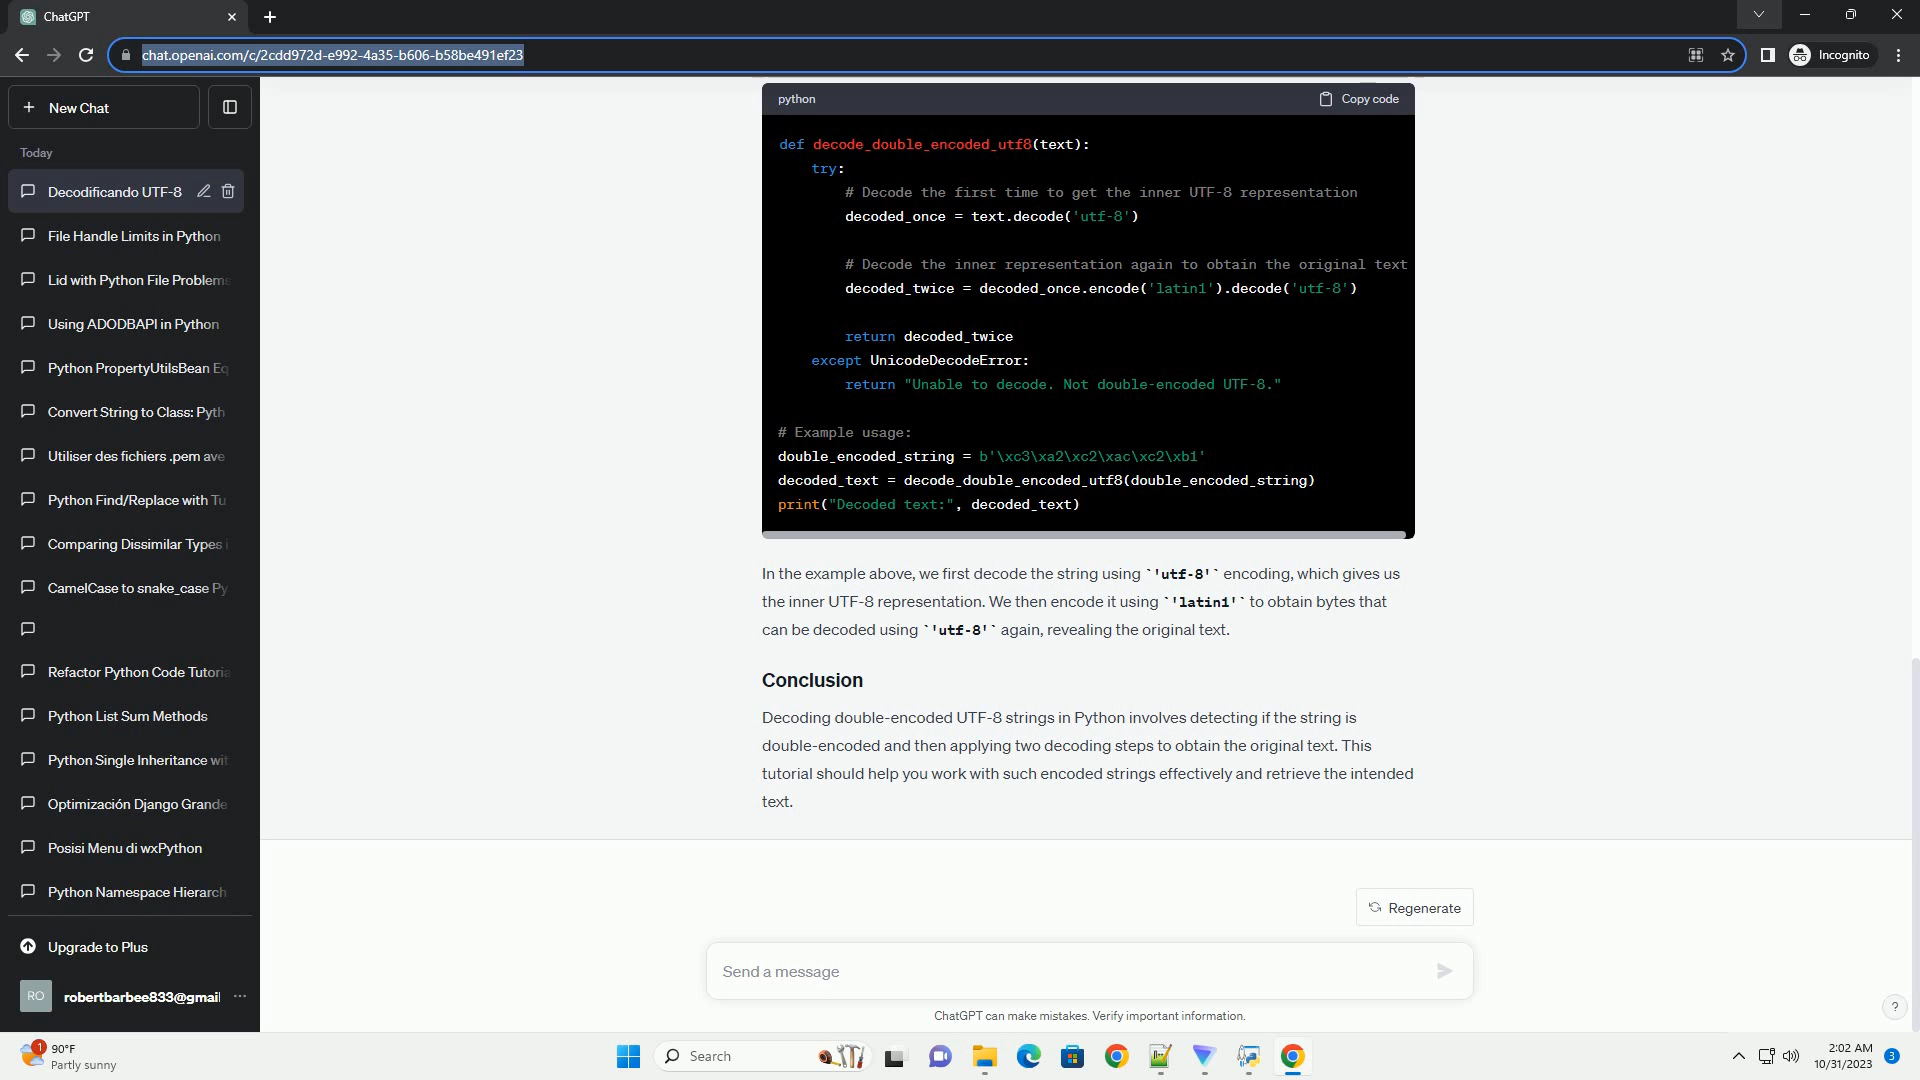 ChatGPT
chat.openai.com/c/2cdd972d-e992-4a35-b606-b58be491ef23
Incognito
New Chat
Today
Decodificando UTF-8
File Handle Limits in Python
Lid with Python File Problems
Using ADODBAPI in Python
Python PropertyUtilsBean Eq
Convert String to Class: Pyth
Utiliser des fichiers .pem ave
Python Find/Replace with Tu
Comparing Dissimilar Types i
CamelCase to snake_case Py
Refactor Python Code Tutoria
Python List Sum Methods
Python Single Inheritance wit
Optimización Django Grande
Posisi Menu di wxPython
Python Namespace Hierarch
Upgrade to Plus
RO
robertbarbee833@gmail
python
Copy code
def decode_double_encoded_utf8(text):
    try:
        # Decode the first time to get the inner UTF-8 representation
        decoded_once = text.decode('utf-8')
        # Decode the inner representation again to obtain the original text
        decoded_twice = decoded_once.encode('latin1').decode('utf-8')
        return decoded_twice
    except UnicodeDecodeError:
        return "Unable to decode. Not double-encoded UTF-8."
# Example usage:
double_encoded_string = b'\xc3\xa2\xc2\xac\xc2\xb1'
decoded_text = decode_double_encoded_utf8(double_encoded_string)
print("Decoded text:", decoded_text)
In the example above, we first decode the string using `'utf-8'` encoding, which gives us
the inner UTF-8 representation. We then encode it using `'latin1'` to obtain bytes that
can be decoded using `'utf-8'` again, revealing the original text.
Conclusion
Decoding double-encoded UTF-8 strings in Python involves detecting if the string is
double-encoded and then applying two decoding steps to obtain the original text. This
tutorial should help you work with such encoded strings effectively and retrieve the intended
text.
Regenerate
Send a message
ChatGPT can make mistakes. Verify important information.
?
1
90°F
Partly sunny
Search
2:02 AM
10/31/2023
3